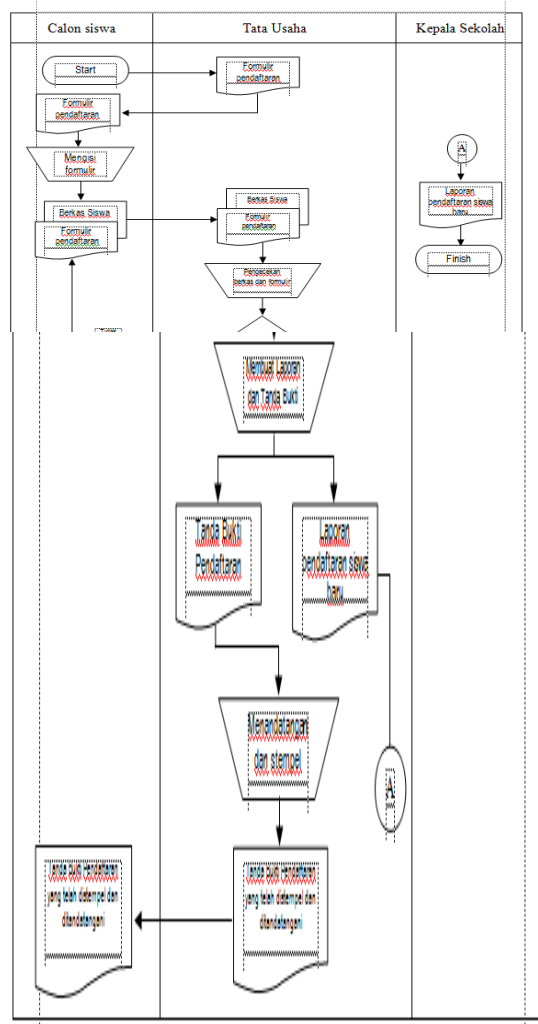 Calon siswa
Tata Usaha
Kepala Sekolah
Start
Formulir
pendaftaran
Formulir
pendaftaran
Mengisi
formulir
Berkas Siswa
Formulir
pendaftaran
Berkas Siswa
Formulir
pendaftaran
Pengecekan
berkas dan formulir
A
Laporan
pendaftaran siswa
baru
Finish
Membuat Laporan
dan Tanda Bukti
Tanda Bukti
Pendaftaran
Laporan
pendaftaran siswa
baru
Menandatangan
dan stempel
A
Tanda Bukti Pendaftaran
yang telah distempel dan
ditandatangani
Tanda Bukti Pendaftaran
yang telah distempel dan
ditandatangani